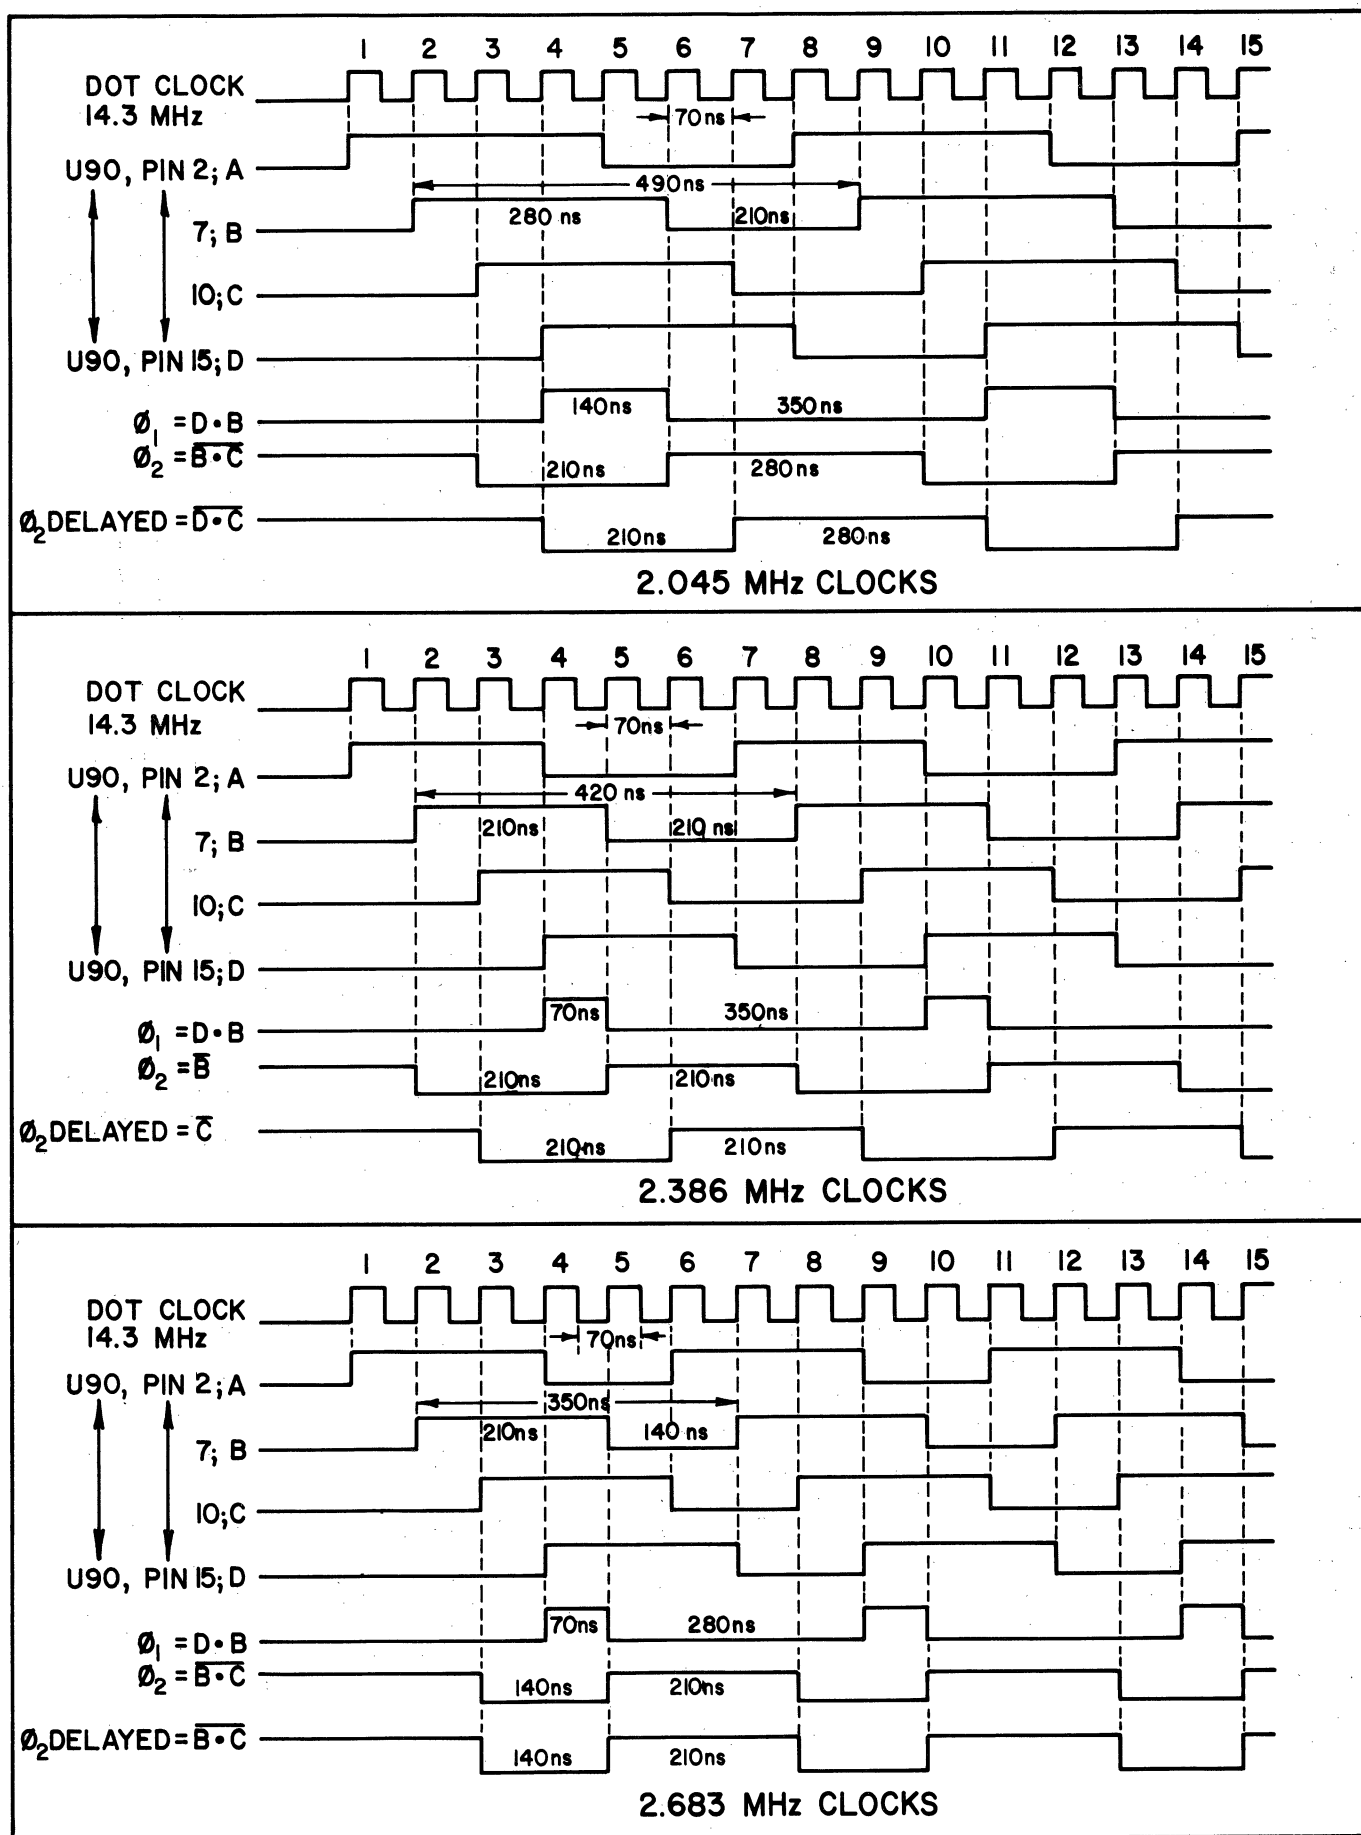 1 2 3 4 5 6 7 8 9 10 11 12 13 14 15
DOT CLOCK
14.3 MHz
70ns
U90, PIN 2; A
490ns
280 ns 210ns
7; B
10; C
U90, PIN 15; D
140ns 350ns
Ø₁ = D•B
Ø₂ = B̅•̅C̅
210ns 280ns
Ø₂DELAYED = D̅•̅C̅
210ns 280ns
2.045 MHz CLOCKS
1 2 3 4 5 6 7 8 9 10 11 12 13 14 15
DOT CLOCK
14.3 MHz
70ns
U90, PIN 2; A
420 ns
210ns 210 ns
7; B
10; C
U90, PIN 15; D
70ns 350ns
Ø₁ = D•B
Ø₂ = B̅
210ns 210ns
Ø₂DELAYED = C̅
210ns 210ns
2.386 MHz CLOCKS
1 2 3 4 5 6 7 8 9 10 11 12 13 14 15
DOT CLOCK
14.3 MHz
70ns
U90, PIN 2; A
350ns
210ns 140 ns
7; B
10; C
U90, PIN 15; D
70ns 280ns
Ø₁ = D•B
Ø₂ = B̅•̅C̅
140ns 210ns
Ø₂DELAYED = B̅•̅C̅
140ns 210ns
2.683 MHz CLOCKS